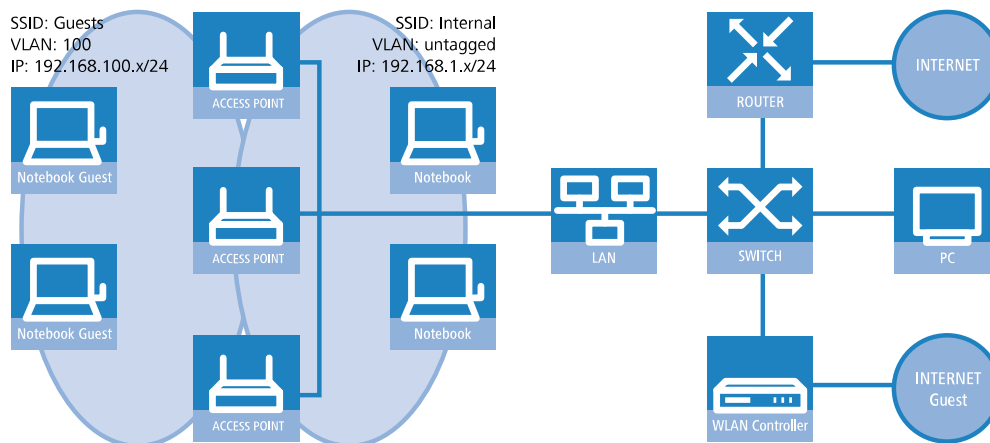 SSID: Guests
VLAN: 100
IP: 192.168.100.x/24
SSID: Internal
VLAN: untagged
IP: 192.168.1.x/24
ACCESS POINT
ROUTER
INTERNET
Notebook Guest
Notebook
ACCESS POINT
LAN
SWITCH
PC
Notebook Guest
Notebook
ACCESS POINT
WLAN Controller
INTERNET
Guest